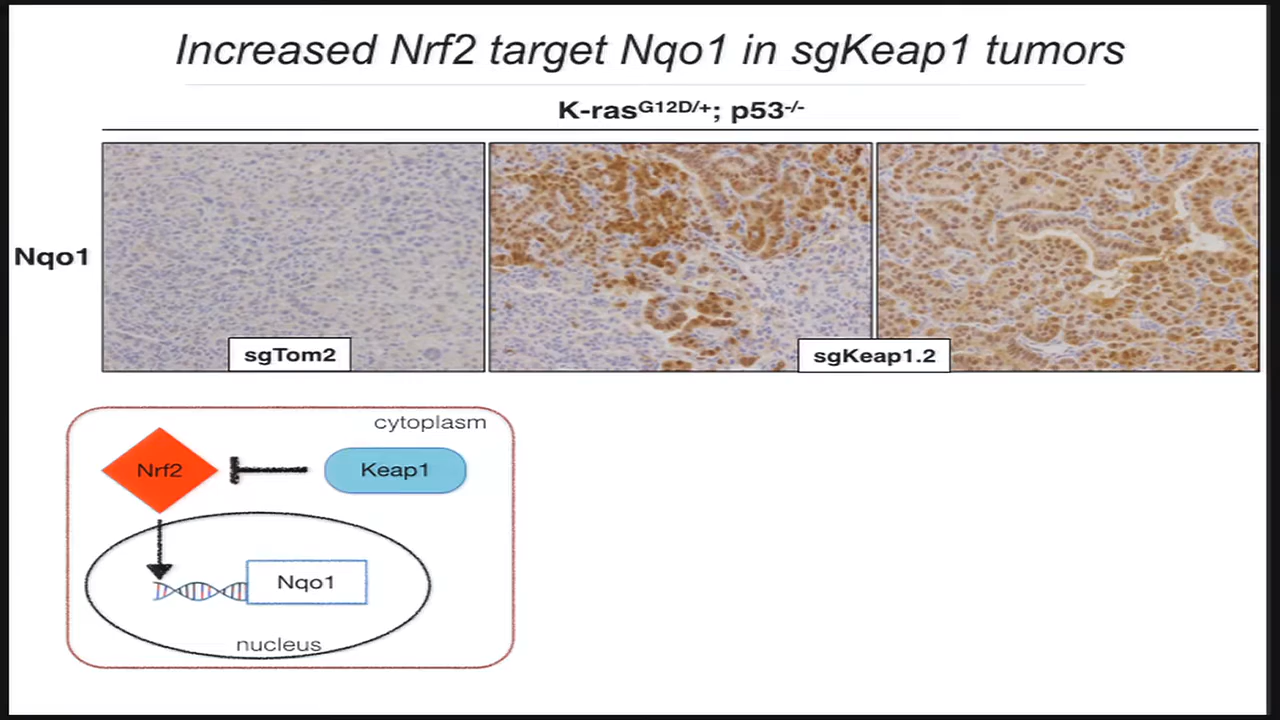 Increased Nrf2 target Nqo1 in sgKeap1 tumors
K-rasG12D/+; p53-/-
Nqo1
sgTom2
sgKeap1.2
cytoplasm
Nrf2
Keap1
Nqo1
nucleus